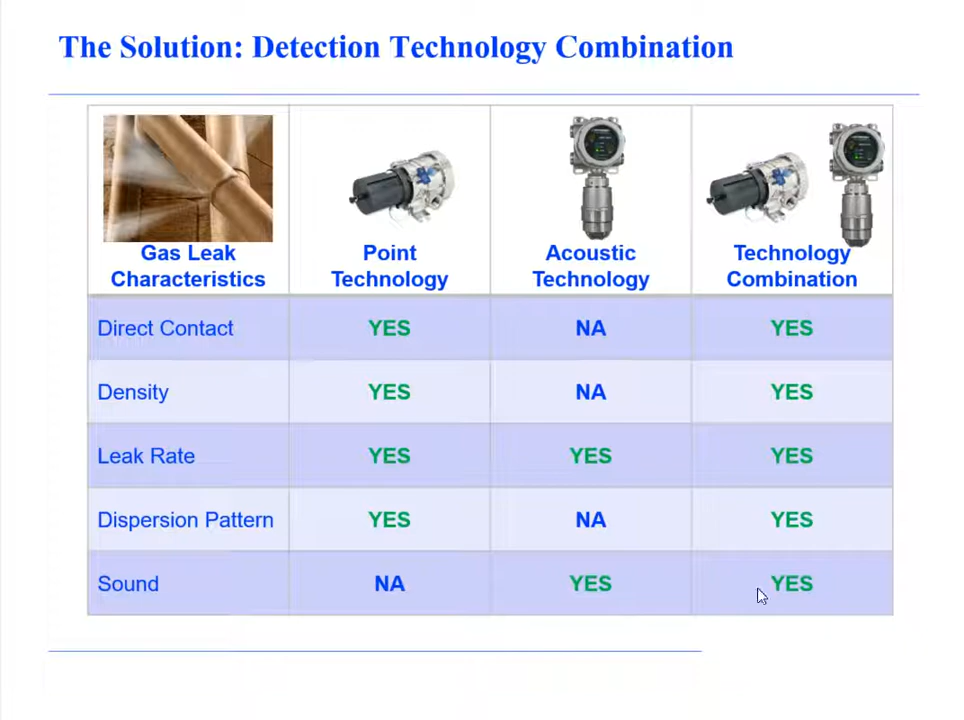 The Solution: Detection Technology Combination
Gas Leak
Characteristics
Point
Technology
Acoustic
Technology
Technology
Combination
Direct Contact YES NA YES
Density YES NA YES
Leak Rate YES YES YES
Dispersion Pattern YES NA YES
Sound NA YES YES